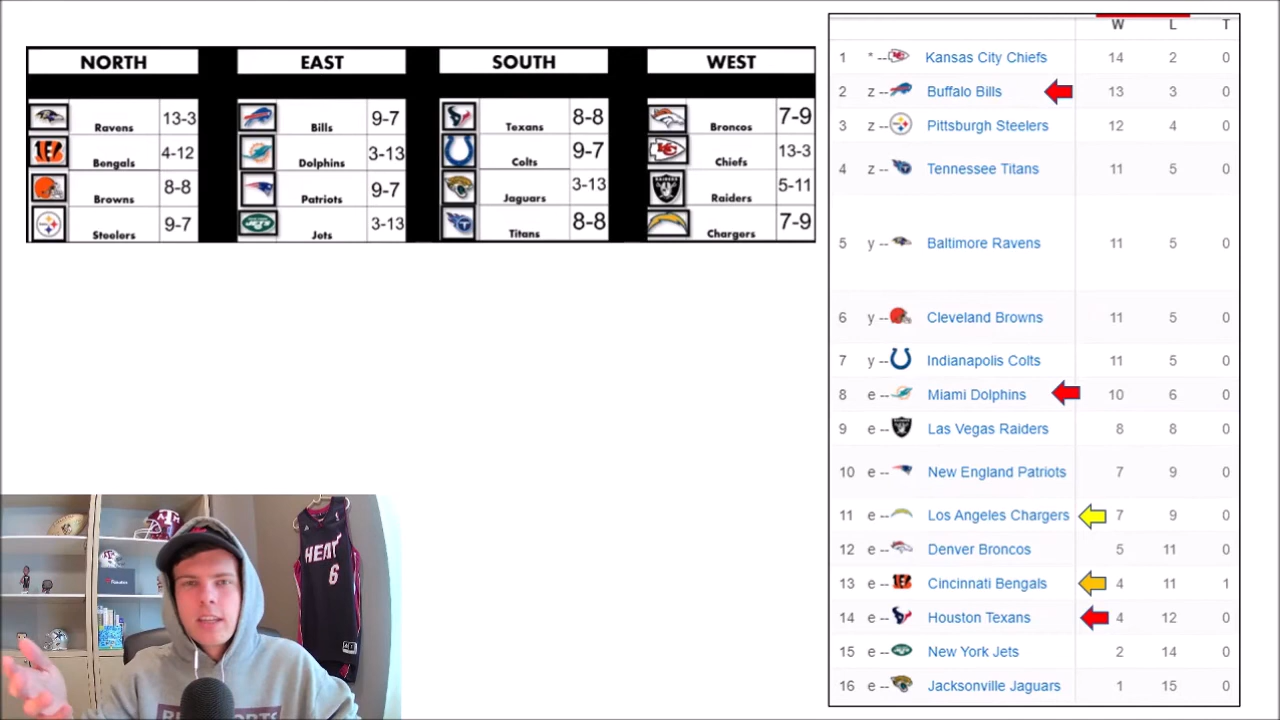 NORTH EAST SOUTH WEST
Ravens 13-3 Bills 9-7 Texans 8-8 Broncos 7-9
Bengals 4-12 Dolphins 3-13 Colts 9-7 Chiefs 13-3
Browns 8-8 Patriots 9-7 Jaguars 3-13 Raiders 5-11
Steelers 9-7 Jets 3-13 Titans 8-8 Chargers 7-9
W L T
1 * -- Kansas City Chiefs 14 2 0
2 z -- Buffalo Bills 13 3 0
3 z -- Pittsburgh Steelers 12 4 0
4 z -- Tennessee Titans 11 5 0
5 y -- Baltimore Ravens 11 5 0
6 y -- Cleveland Browns 11 5 0
7 y -- Indianapolis Colts 11 5 0
8 e -- Miami Dolphins 10 6 0
9 e -- Las Vegas Raiders 8 8 0
10 e -- New England Patriots 7 9 0
11 e -- Los Angeles Chargers 7 9 0
12 e -- Denver Broncos 5 11 0
13 e -- Cincinnati Bengals 4 11 1
14 e -- Houston Texans 4 12 0
15 e -- New York Jets 2 14 0
16 e -- Jacksonville Jaguars 1 15 0
HEAT
6